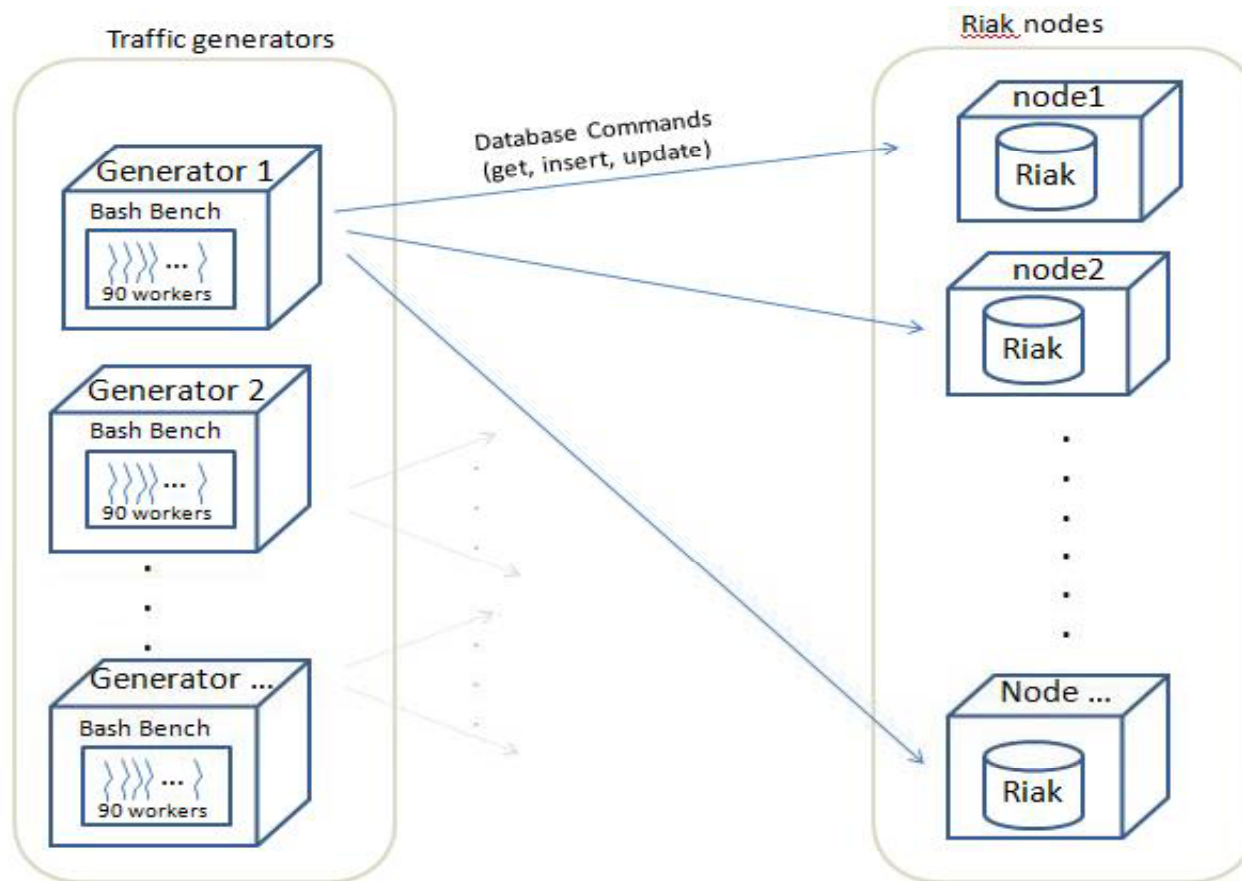 Traffic generators
Generator 1
Bash Bench
...
90 workers
Generator 2
Bash Bench
...
90 workers
Generator ...
Bash Bench
...
90 workers
Database Commands
(get, insert, update)
Riak nodes
node1
Riak
node2
Riak
Node ...
Riak